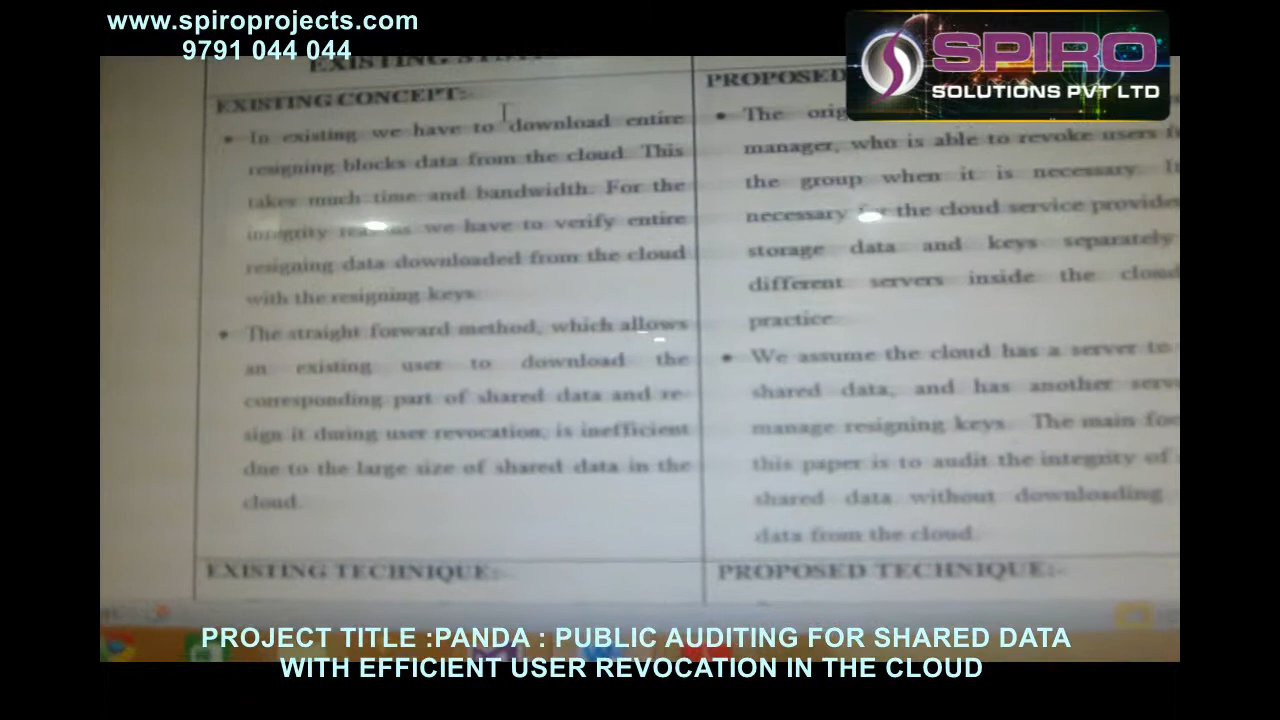 www.spiroprojects.com
9791 044 044
SPIRO
SOLUTIONS PVT LTD
EXISTING
EXISTING CONCEPT:-
• In existing we have to download entire
resigning blocks data from the cloud. This
takes much time and bandwidth. For the
integrity we have to verify entire
resigning data downloaded from the cloud
with the resigning keys.
• The straight forward method, which allows
an existing user to download the
corresponding part of shared data and re-
sign it during user revocation, is inefficient
due to the large size of shared data in the
cloud.
EXISTING TECHNIQUE:-
PROPOSED
• The
manager, who is able to revoke users
the group when it is necessary.
necessary for the cloud service
storage data and keys separately
different servers inside the cloud
practice.
• We assume the cloud has a server to
shared data, and has another
manage resigning keys. The main
this paper is to audit the integrity of
shared data without downloading
data from the cloud.
PROPOSED TECHNIQUE:-
PROJECT TITLE :PANDA : PUBLIC AUDITING FOR SHARED DATA
WITH EFFICIENT USER REVOCATION IN THE CLOUD